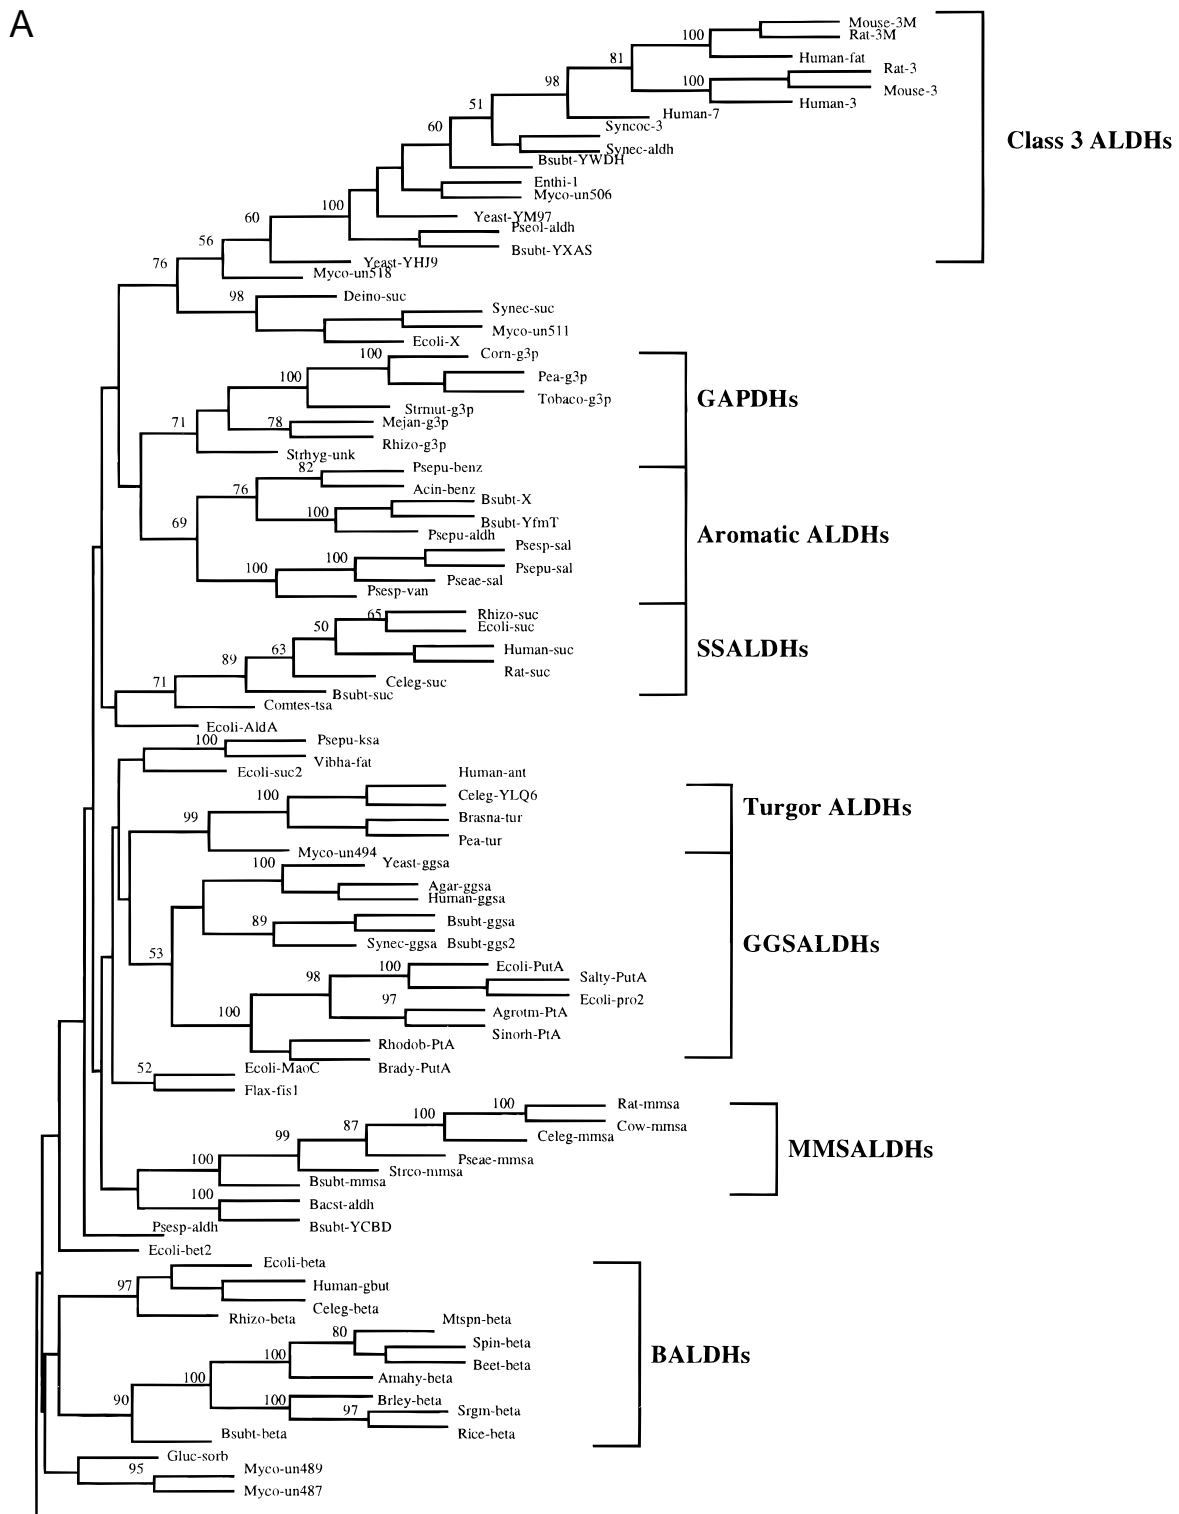 A
Mouse-3M
100
Rat-3M
81
Human-fat
Rat-3
98
100
Mouse-3
Human-3
51
Human-7
60
Syncoc-3
Class 3 ALDHs
Synec-aldh
Bsubt-YWDH
Enthi-1
Myco-un506
100
60
Yeast-YM97
Pseol-aldh
56
Bsubt-YXAS
76
Yeast-YHJ9
Myco-un518
98
Deino-suc
Synec-suc
Myco-un511
Ecoli-X
100
Corn-g3p
100
Pea-g3p
Tobaco-g3p
GAPDHs
Strmut-g3p
71
78
Mejan-g3p
Rhizo-g3p
Strhyg-unk
82
Psepu-benz
76
Acin-benz
Bsubt-X
100
Bsubt-YfmT
69
Psepu-aldh
Aromatic ALDHs
Psesp-sal
100
100
Psepu-sal
Pseae-sal
Psesp-van
65
Rhizo-suc
50
Ecoli-suc
63
Human-suc
SSALDHs
89
Rat-suc
71
Celeg-suc
Bsubt-suc
Comtes-tsa
Ecoli-AldA
100
Psepu-ksa
Vibha-fat
Ecoli-suc2
Human-ant
100
Celeg-YLQ6
Turgor ALDHs
99
Brasna-tur
Pea-tur
Myco-un494
100
Yeast-ggsa
Agar-ggsa
Human-ggsa
89
Bsubt-ggsa
Synec-ggsa Bsubt-ggs2
GGSALDHs
53
98
100
Ecoli-PutA
Salty-PutA
97
Ecoli-pro2
100
Agrotm-PtA
Sinorh-PtA
Rhodob-PtA
52
Ecoli-MaoC
Brady-PutA
Flax-fis1
100
Rat-mmsa
100
87
Cow-mmsa
99
Celeg-mmsa
MMSALDHs
100
Pseae-mmsa
Strco-mmsa
Bsubt-mmsa
100
Bacst-aldh
Psesp-aldh
Bsubt-YCBD
Ecoli-bet2
Ecoli-beta
97
Human-gbut
Celeg-beta
Rhizo-beta
Mtspn-beta
80
Spin-beta
100
Beet-beta
BALDHs
100
Amahy-beta
90
100
Brley-beta
97
Srgm-beta
Bsubt-beta
Rice-beta
Gluc-sorb
95
Myco-un489
Myco-un487